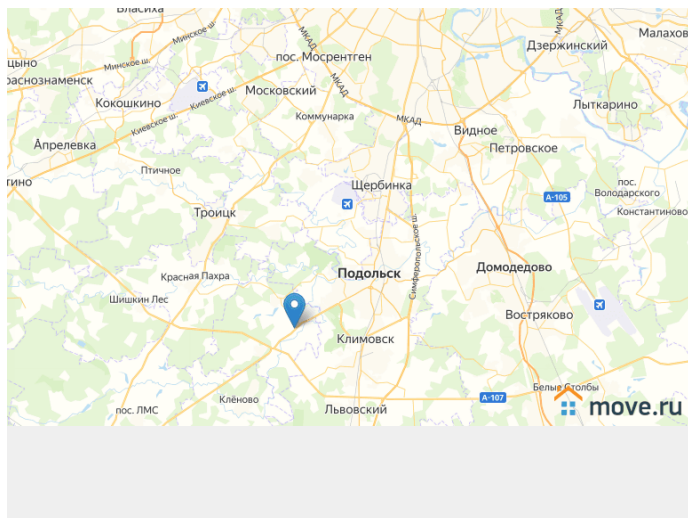 Власиха
Минское ш.
МКАД
Малахов
Дзержинский
пос. Мосрентген
цыно
раснознаменск
Минское ш.
Киевское ш.
Московский
МКАД
Кокошкино
Лыткарино
Коммунарка
МКАД
Видное
Киевское ш.
Апрелевка
Петровское
Птичное
тино
Щербинка
пос.
Володарского
А-105
Троицк
Константиново
Симферопольское ш.
Красная Пахра
Подольск
Домодедово
Шишкин Лес
Востряково
Климовск
Белые Столбы
А-107
Клёново
пос. ЛМС
Львовский
move.ru